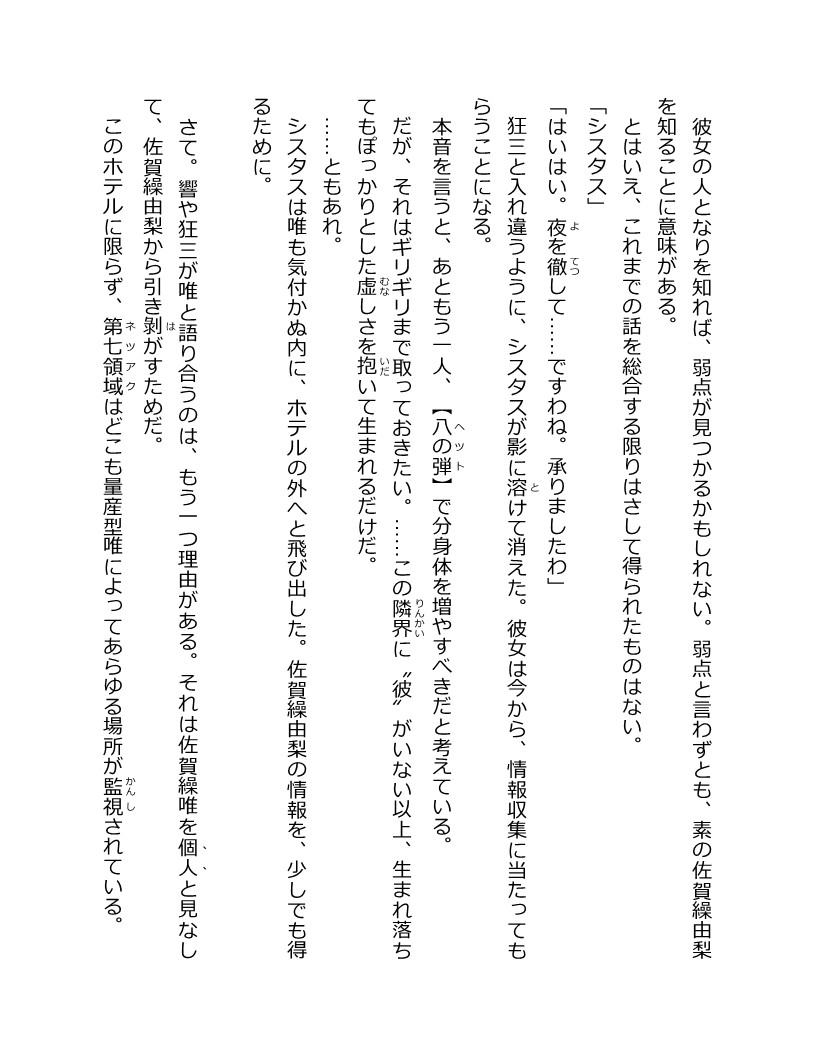 彼女の人となりを知れば、弱点が見つかるかもしれない。弱点と言わずとも、素の佐賀繰由梨
を知ることに意味がある。
とはいえ、これまでの話を総合する限りはさして得られたものはない。
「シスタス」
「はいはい。夜を徹して……ですわね。承りましたわ」
狂三と入れ違うように、シスタスが影に溶けて消えた。彼女は今から、情報収集に当たっても
らうことになる。
本音を言うと、あともう一人、【八の弾】で分身体を増やすべきだと考えている。
だが、それはギリギリまで取っておきたい。……この隣界に〝彼〟がいない以上、生まれ落ち
てもぽっかりとした虚しさを抱いて生まれるだけだ。
……ともあれ。
シスタスは唯も気付かぬ内に、ホテルの外へと飛び出した。佐賀繰由梨の情報を、少しでも得
るために。
さて。響や狂三が唯と語り合うのは、もう一つ理由がある。それは佐賀繰唯を個人と見なし
て、佐賀繰由梨から引き剝がすためだ。
このホテルに限らず、第七領域はどこも量産型唯によってあらゆる場所が監視されている。